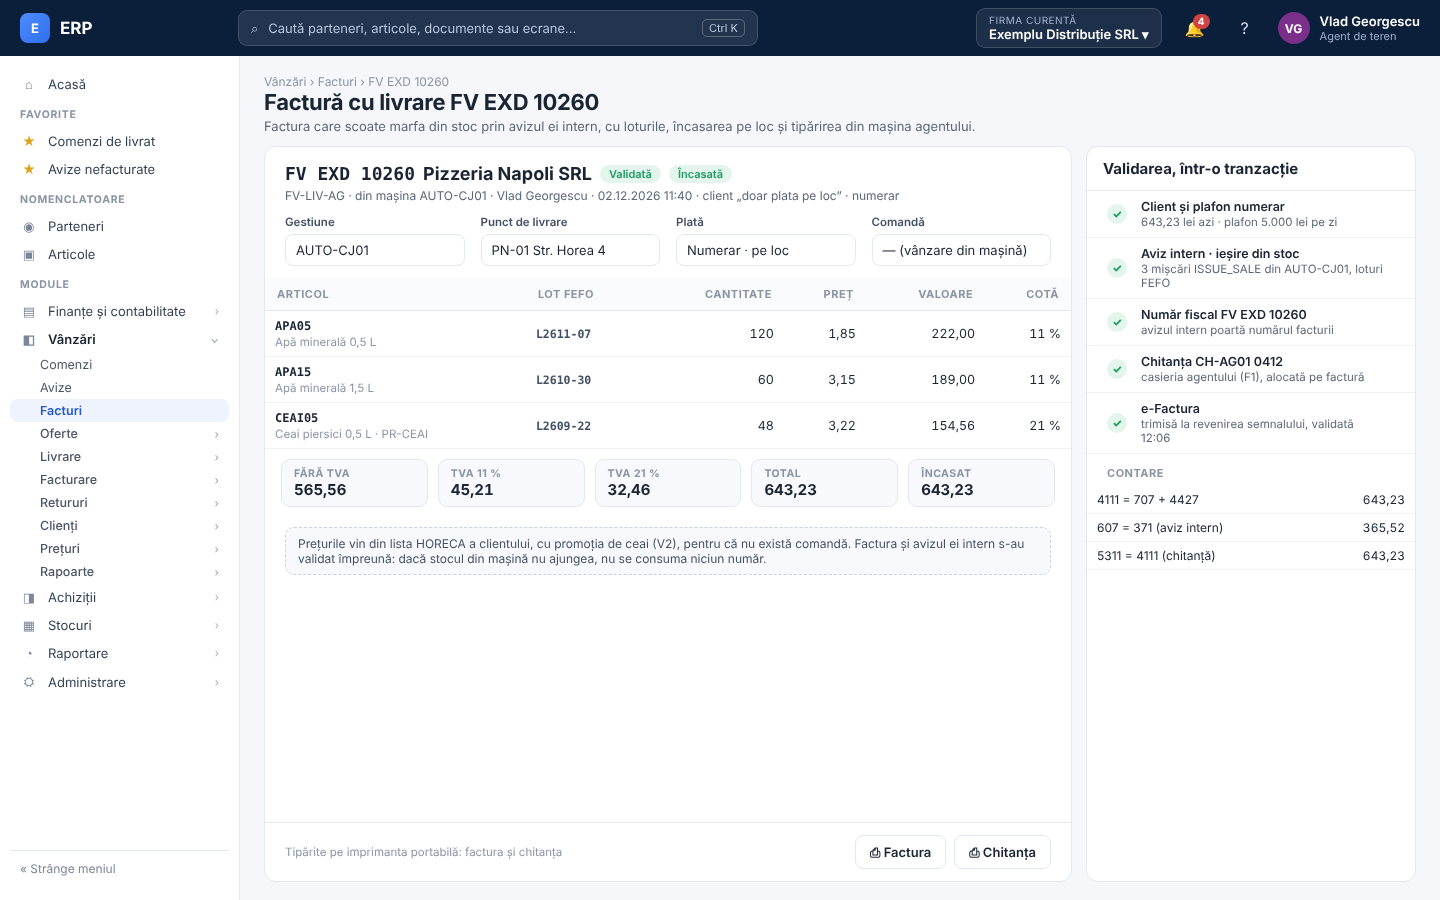 E ERP
Caută parteneri, articole, documente sau ecrane...
Ctrl K
FIRMA CURENTĂ
Exemplu Distribuție SRL ▾
4
?
VG
Vlad Georgescu
Agent de teren
Acasă
FAVORITE
Comenzi de livrat
Avize nefacturate
NOMENCLATOARE
Parteneri
Articole
MODULE
Finanțe și contabilitate
Vânzări
Comenzi
Avize
Facturi
Oferte
Livrare
Facturare
Retururi
Clienți
Prețuri
Rapoarte
Achiziții
Stocuri
Raportare
Administrare
« Strânge meniul
Vânzări › Facturi › FV EXD 10260
Factură cu livrare FV EXD 10260
Factura care scoate marfa din stoc prin avizul ei intern, cu loturile, încasarea pe loc și tipărirea din mașina agentului.
FV EXD 10260 Pizzeria Napoli SRL Validată Încasată
FV-LIV-AG · din mașina AUTO-CJ01 · Vlad Georgescu · 02.12.2026 11:40 · client „doar plata pe loc” · numerar
Gestiune Punct de livrare Plată Comandă
AUTO-CJ01 PN-01 Str. Horea 4 Numerar · pe loc — (vânzare din mașină)
ARTICOL LOT FEFO CANTITATE PREȚ VALOARE COTĂ
APA05
Apă minerală 0,5 L
L2611-07 120 1,85 222,00 11 %
APA15
Apă minerală 1,5 L
L2610-30 60 3,15 189,00 11 %
CEAI05
Ceai piersici 0,5 L · PR-CEAI
L2609-22 48 3,22 154,56 21 %
FĂRĂ TVA TVA 11 % TVA 21 % TOTAL ÎNCASAT
565,56 45,21 32,46 643,23 643,23
Prețurile vin din lista HORECA a clientului, cu promoția de ceai (V2), pentru că nu există comandă. Factura și avizul ei intern s-au
validat împreună: dacă stocul din mașină nu ajungea, nu se consuma niciun număr.
Tipărite pe imprimanta portabilă: factura și chitanța
Factura
Chitanța
Validarea, într-o tranzacție
Client și plafon numerar
643,23 lei azi · plafon 5.000 lei pe zi
Aviz intern · ieșire din stoc
3 mișcări ISSUE_SALE din AUTO-CJ01, loturi
FEFO
Număr fiscal FV EXD 10260
avizul intern poartă numărul facturii
Chitanța CH-AG01 0412
casieria agentului (F1), alocată pe factură
e-Factura
trimisă la revenirea semnalului, validată
12:06
CONTARE
4111 = 707 + 4427 643,23
607 = 371 (aviz intern) 365,52
5311 = 4111 (chitanță) 643,23